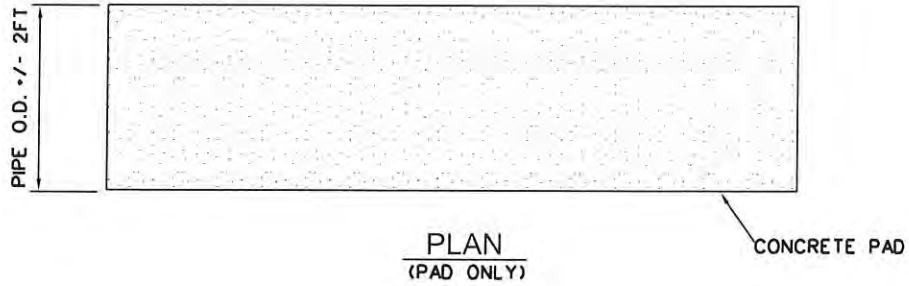 PIPE O.D. +/- 2FT
PLAN
(PAD ONLY)
CONCRETE PAD